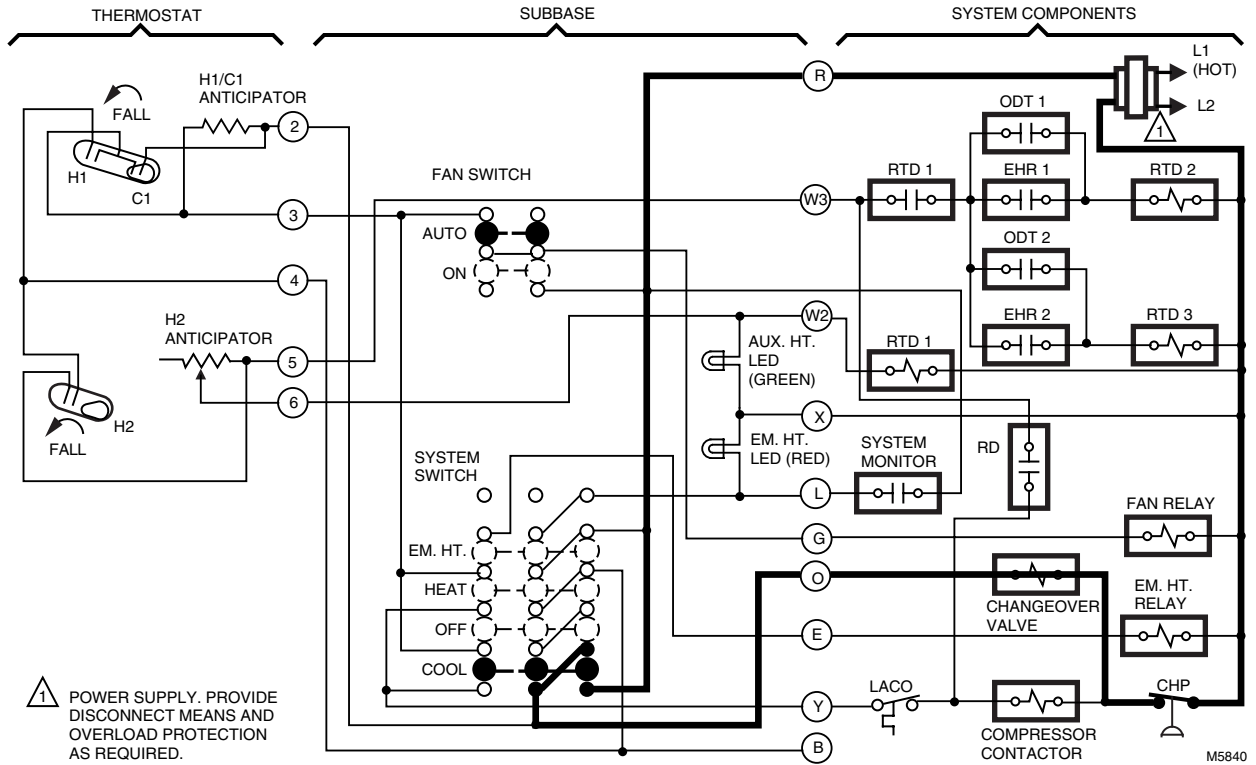 THERMOSTAT
SUBBASE
SYSTEM COMPONENTS
L1
(HOT)
L2
1
R
H1/C1
ANTICIPATOR
FALL
2
H1
C1
ODT 1
FAN SWITCH
RTD 1
EHR 1
RTD 2
W3
3
AUTO
ON
ODT 2
4
H2
ANTICIPATOR
W2
EHR 2
RTD 3
5
AUX. HT.
LED
(GREEN)
RTD 1
6
H2
FALL
X
EM. HT.
LED (RED)
SYSTEM
MONITOR
RD
SYSTEM
SWITCH
L
FAN RELAY
G
EM. HT.
HEAT
OFF
COOL
O
CHANGEOVER
VALVE
EM. HT.
RELAY
E
1
POWER SUPPLY. PROVIDE
DISCONNECT MEANS AND
OVERLOAD PROTECTION
AS REQUIRED.
LACO
CHP
Y
COMPRESSOR
CONTACTOR
B
M5840